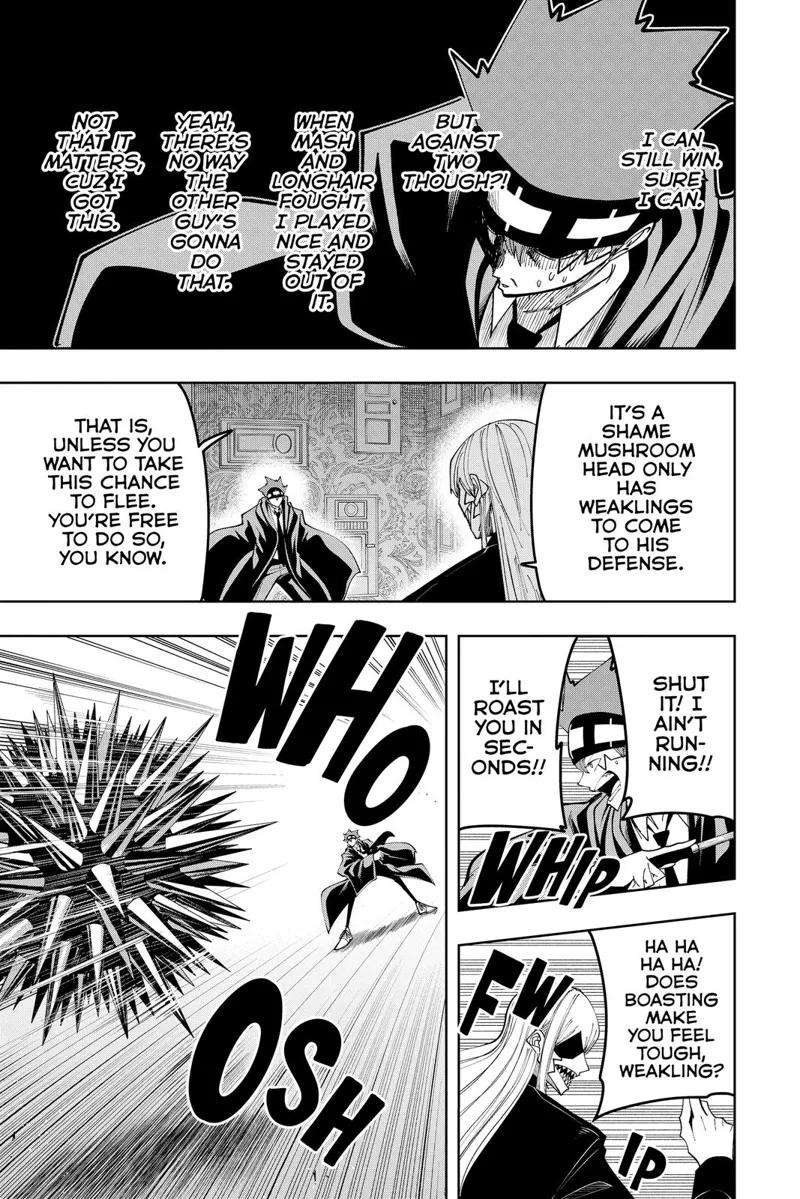 I CAN
STILL WIN.
SURE
I CAN.
BUT
AGAINST
TWO
THOUGH?!
WHEN
MASH
AND
LONGHAIR
FOUGHT,
I PLAYED
NICE AND
STAYED
OUT OF
IT.
YEAH,
THERE'S
NO WAY
THE
OTHER
GUY'S
GONNA
DO
THAT.
NOT
THAT IT
MATTERS,
CUZ I
GOT
THIS.
IT'S A
SHAME
MUSHROOM
HEAD ONLY
HAS
WEAKLINGS
TO COME
TO HIS
DEFENSE.
THAT IS,
UNLESS YOU
WANT TO TAKE
THIS CHANCE
TO FLEE.
YOU'RE FREE
TO DO SO,
YOU KNOW.
SHUT
IT! I
AIN'T
RUN-
NING!!
I'LL
ROAST
YOU IN
SEC-
ONDS!!
WHIP
HA HA
HA HA!
DOES
BOASTING
MAKE
YOU FEEL
TOUGH,
WEAKLING?
FW
IP
WHO
OSH